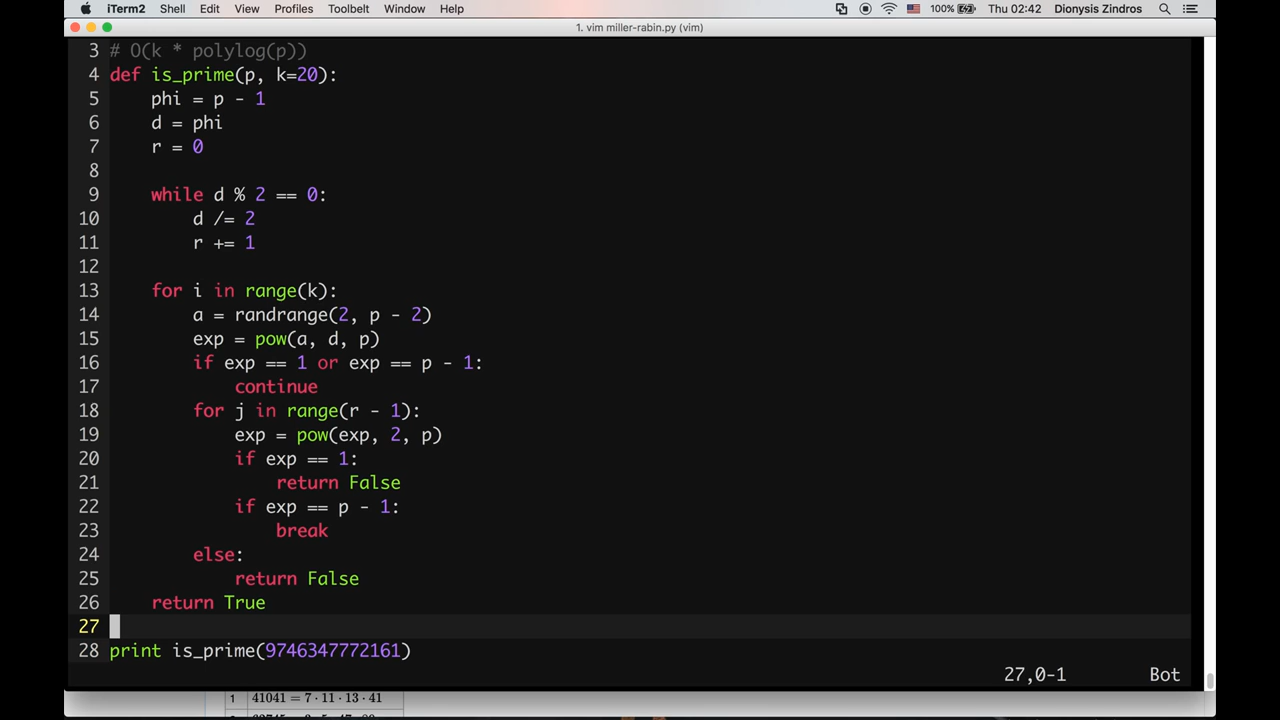 iTerm2 Shell Edit View Profiles Toolbelt Window Help 100% Thu 02:42 Dionysis Zindros
1. vim miller-rabin.py (vim)
3 # O(k * polylog(p))
4 def is_prime(p, k=20):
5     phi = p - 1
6     d = phi
7     r = 0
8
9     while d % 2 == 0:
10         d /= 2
11         r += 1
12
13     for i in range(k):
14         a = randrange(2, p - 2)
15         exp = pow(a, d, p)
16         if exp == 1 or exp == p - 1:
17             continue
18         for j in range(r - 1):
19             exp = pow(exp, 2, p)
20             if exp == 1:
21                 return False
22             if exp == p - 1:
23                 break
24         else:
25             return False
26     return True
27
28 print is_prime(9746347772161)
27,0-1 Bot
1 41041 = 7 · 11 · 13 · 41